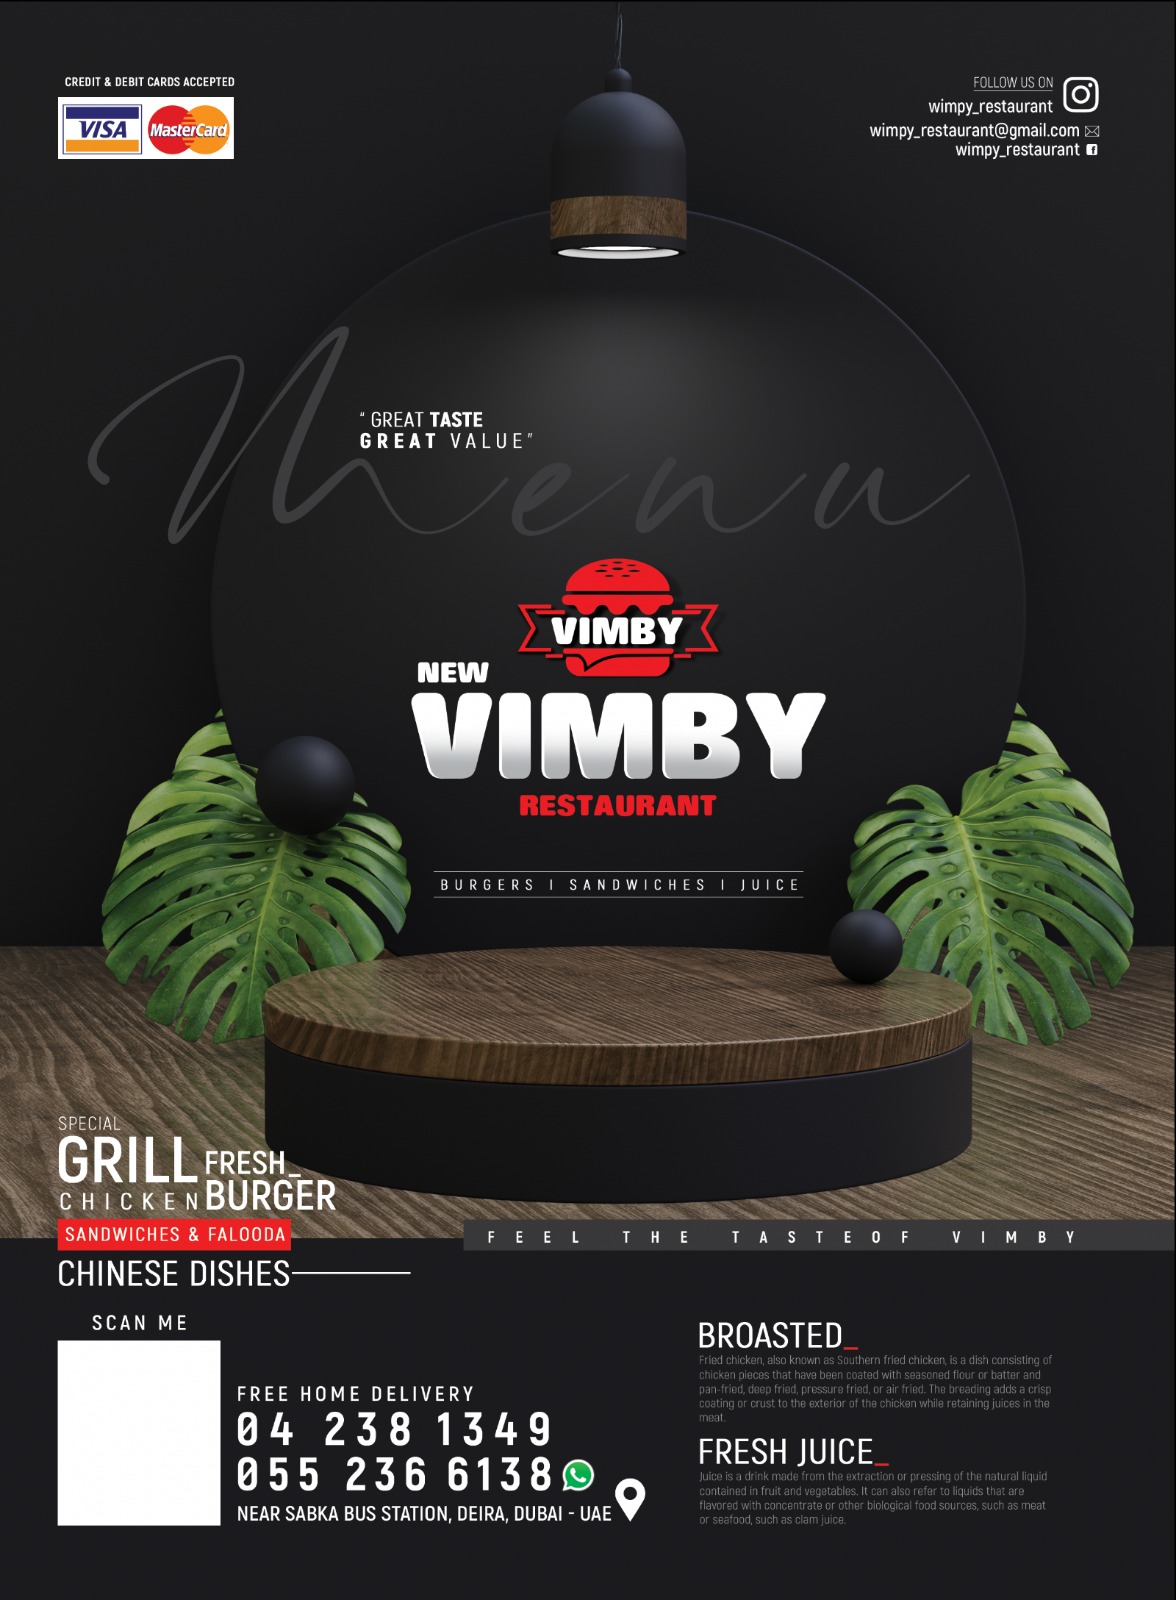 CREDIT & DEBIT CARDS ACCEPTED
VISA
MasterCard
FOLLOW US ON
wimpy_restaurant
wimpy_restaurant@gmail.com
wimpy_restaurant
Menu
“ GREAT TASTE
GREAT VALUE”
VIMBY
NEW
VIMBY
RESTAURANT
BURGERS I SANDWICHES I JUICE
SPECIAL
GRILL FRESH_
CHICKEN BURGER
SANDWICHES & FALOODA
CHINESE DISHES
FEEL THE TASTEOF VIMBY
SCAN ME
FREE HOME DELIVERY
04 238 1349
055 236 6138
NEAR SABKA BUS STATION, DEIRA, DUBAI - UAE
BROASTED_
Fried chicken, also known as Southern fried chicken, is a dish consisting of
chicken pieces that have been coated with seasoned flour or batter and
pan-fried, deep fried, pressure fried, or air fried. The breading adds a crisp
coating or crust to the exterior of the chicken while retaining juices in the
meat.
FRESH JUICE_
Juice is a drink made from the extraction or pressing of the natural liquid
contained in fruit and vegetables. It can also refer to liquids that are
flavored with concentrate or other biological food sources, such as meat
or seafood, such as clam juice.